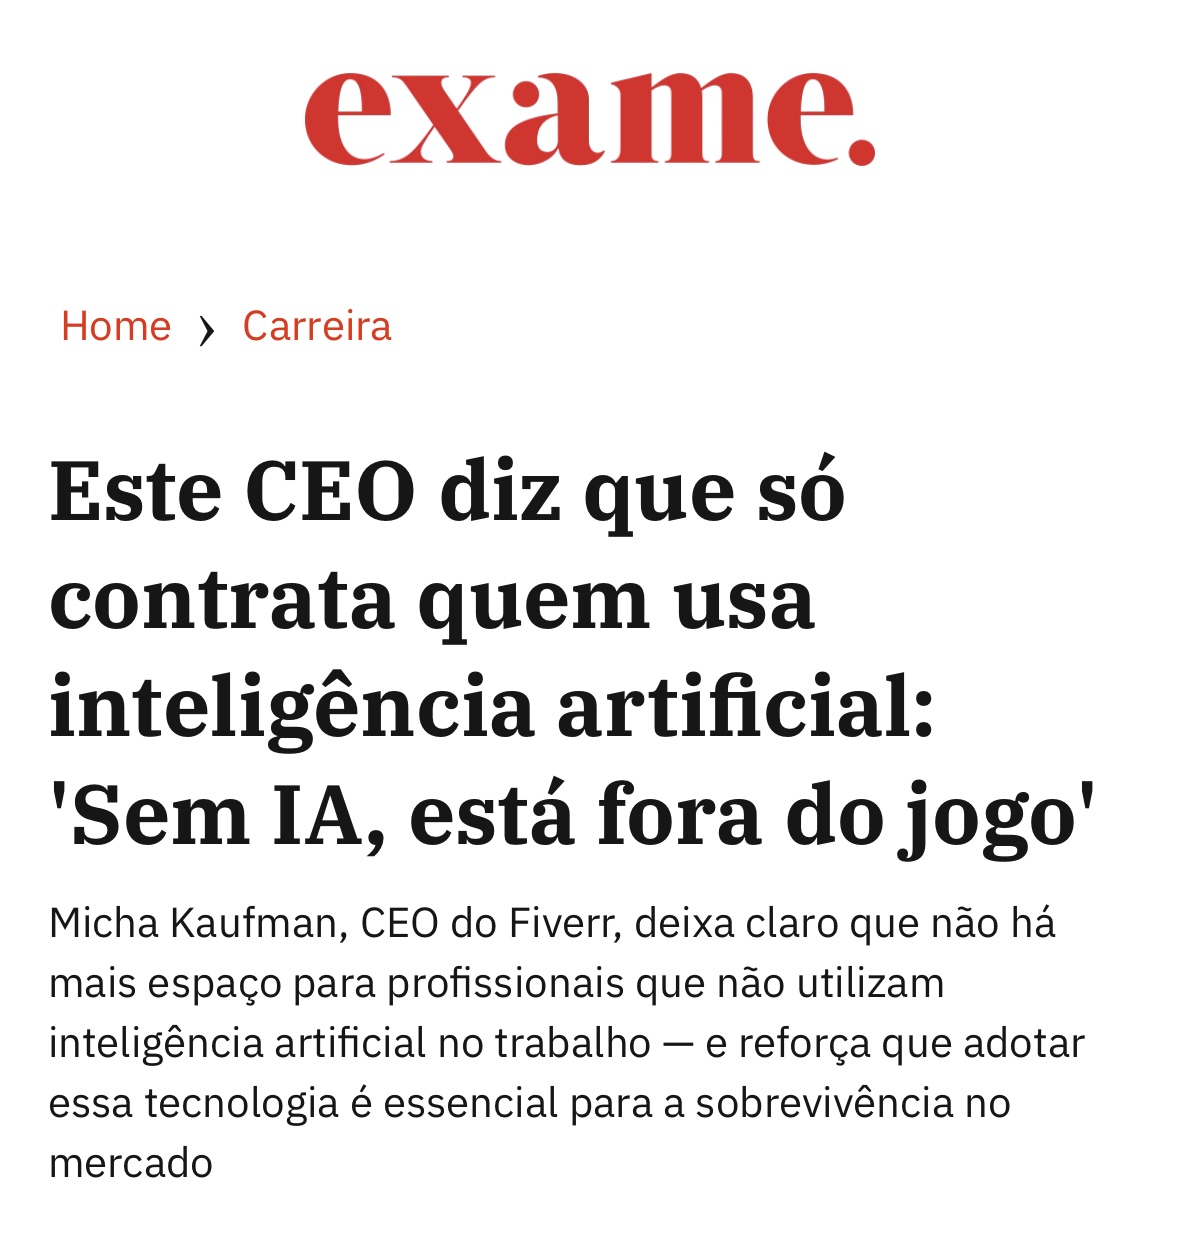 exame.
Home › Carreira
Este CEO diz que só
contrata quem usa
inteligência artificial:
'Sem IA, está fora do jogo'
Micha Kaufman, CEO do Fiverr, deixa claro que não há
mais espaço para profissionais que não utilizam
inteligência artificial no trabalho — e reforça que adotar
essa tecnologia é essencial para a sobrevivência no
mercado